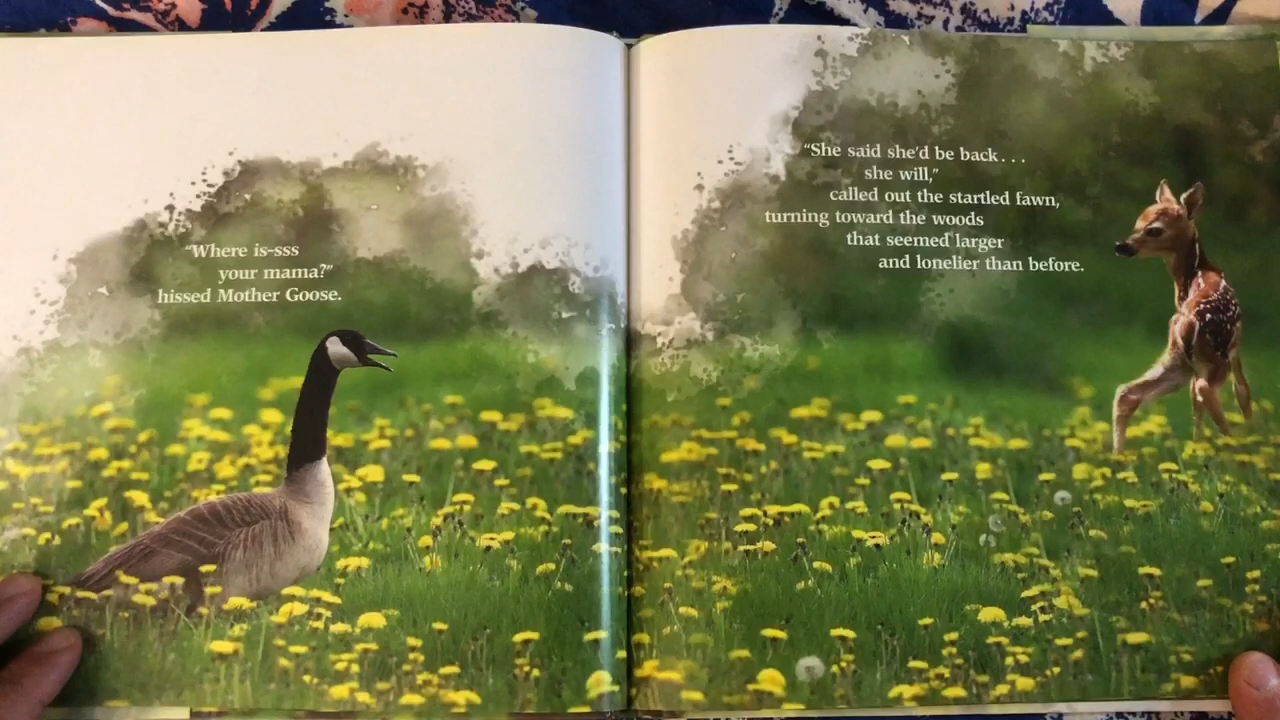 “Where is-sss
your mama?”
hissed Mother Goose.
“She said she’d be back . . .
she will,”
called out the startled fawn,
turning toward the woods
that seemed larger
and lonelier than before.